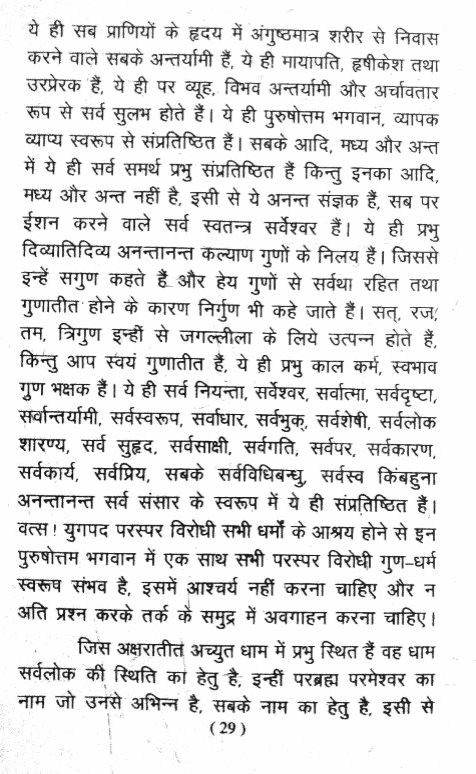 ये ही सब प्राणियों के हृदय में अंगुष्ठमात्र शरीर से निवास
करने वाले सबके अन्तर्यामी हैं, ये ही मायापति, हृषीकेश तथा
उरप्रेरक हैं, ये ही पर व्यूह, विभव अन्तर्यामी और अर्चावतार
रूप से सर्व सुलभ होते हैं। ये ही पुरुषोत्तम भगवान, व्यापक
व्याप्य स्वरूप से संप्रतिष्ठित हैं। सबके आदि, मध्य और अन्त
में ये ही सर्व समर्थ प्रभु संप्रतिष्ठित हैं किन्तु इनका आदि,
मध्य और अन्त नहीं है, इसी से ये अनन्त संज्ञक हैं, सब पर
ईशन करने वाले सर्व स्वतन्त्र सर्वेश्वर हैं। ये ही प्रभु
दिव्यातिदिव्य अनन्तानन्त कल्याण गुणों के निलय हैं। जिससे
इन्हें सगुण कहते हैं और हेय गुणों से सर्वथा रहित तथा
गुणातीत होने के कारण निर्गुण भी कहे जाते हैं। सत्, रज,
तम, त्रिगुण इन्हीं से जगल्लीला के लिये उत्पन्न होते हैं,
किन्तु आप स्वयं गुणातीत हैं, ये ही प्रभु काल कर्म, स्वभाव
गुण भक्षक हैं। ये ही सर्व नियन्ता, सर्वेश्वर, सर्वात्मा, सर्वदृष्टा,
सर्वान्तर्यामी, सर्वस्वरूप, सर्वाधार, सर्वभुक्, सर्वशेषी, सर्वलोक
शारण्य, सर्व सुहृद, सर्वसाक्षी, सर्वगति, सर्वपर, सर्वकारण,
सर्वकार्य, सर्वप्रिय, सबके सर्वविधिबन्धु, सर्वस्व किंबहुना
अनन्तानन्त सर्व संसार के स्वरूप में ये ही संप्रतिष्ठित हैं।
वत्स! युगपद परस्पर विरोधी सभी धर्मों के आश्रय होने से इन
पुरुषोत्तम भगवान में एक साथ सभी परस्पर विरोधी गुण-धर्म
स्वरूप संभव है, इसमें आश्चर्य नहीं करना चाहिए और न
अति प्रश्न करके तर्क के समुद्र में अवगाहन करना चाहिए।
जिस अक्षरातीत अच्युत धाम में प्रभु स्थित हैं वह धाम
सर्वलोक की स्थिति का हेतु है, इन्हीं परब्रह्म परमेश्वर का
नाम जो उनसे अभिन्न है, सबके नाम का हेतु है, इसी से
(29)